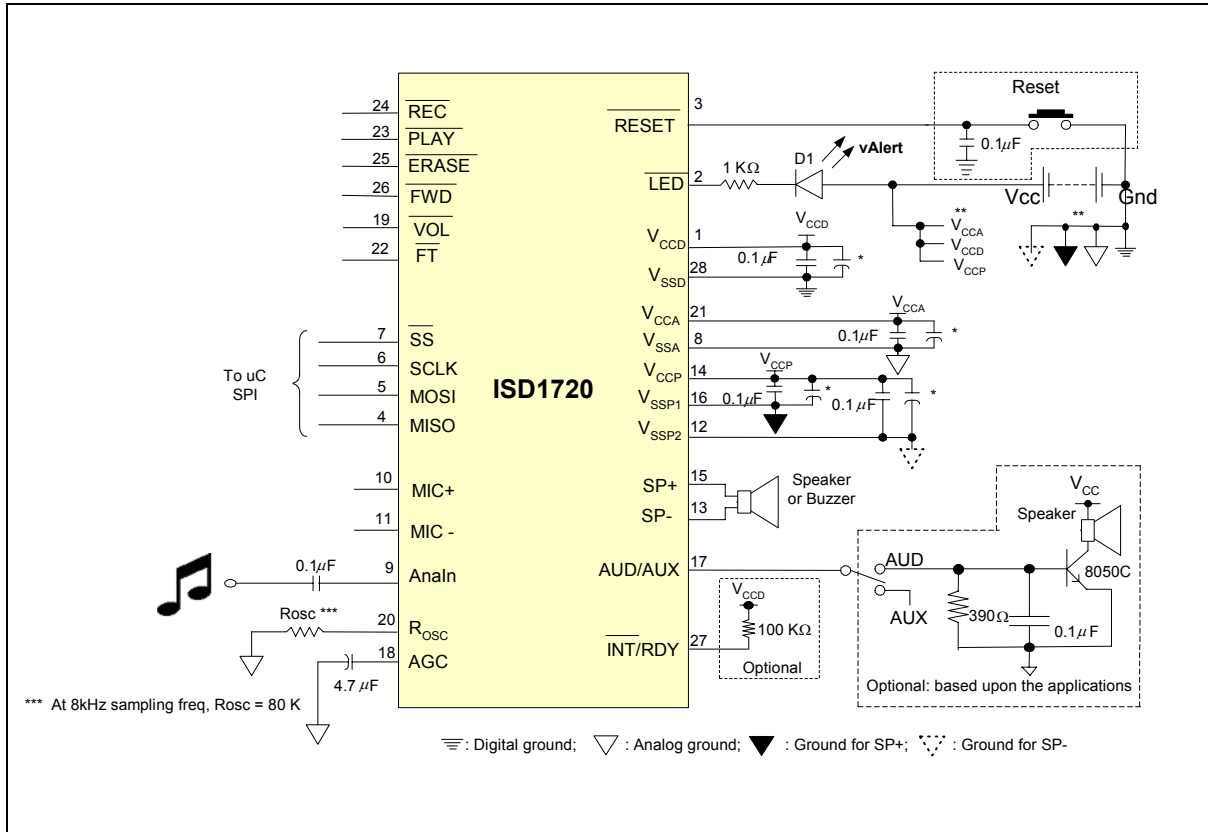 24 REC
23 PLAY
25 ERASE
26 FWD
19 VOL
22 FT
7 SS
6 SCLK
5 MOSI
4 MISO
To uC
SPI
10 MIC+
11 MIC -
0.1μF
9 AnaIn
Rosc ***
20 ROSC
18 AGC
4.7 μF
*** At 8kHz sampling freq, Rosc = 80 K
ISD1720
RESET 3
Reset
0.1μF
LED 2
1 KΩ
D1
vAlert
Vcc
Gnd
**
VCCA
VCCD
VCCP
**
VCCD 1
VCCD
0.1μF
*
VSSD 28
VCCA 21
VCCA
0.1μF
*
VSSA 8
VCCP 14
VCCP
0.1μF
*
0.1μF
*
VSSP1 16
VSSP2 12
SP+ 15
SP- 13
Speaker
or Buzzer
AUD/AUX 17
AUD
AUX
VCC
Speaker
8050C
390Ω
0.1μF
Optional: based upon the applications
INT/RDY 27
VCCD
100 KΩ
Optional
: Digital ground; : Analog ground; : Ground for SP+; : Ground for SP-